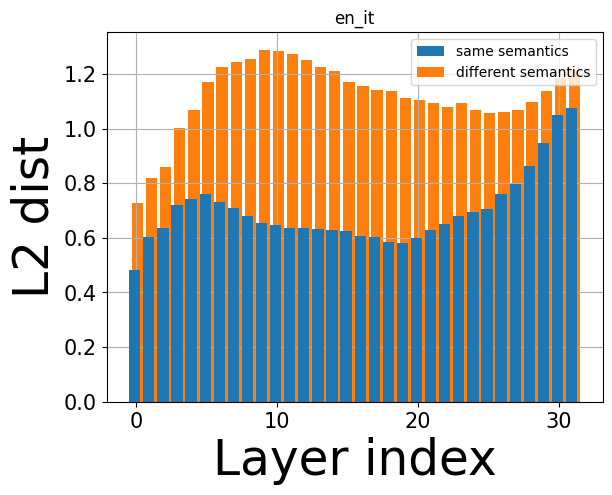 en_it
same semantics
different semantics
L2 dist
1.2
1.0
0.8
0.6
0.4
0.2
0.0
0
10
20
30
Layer index